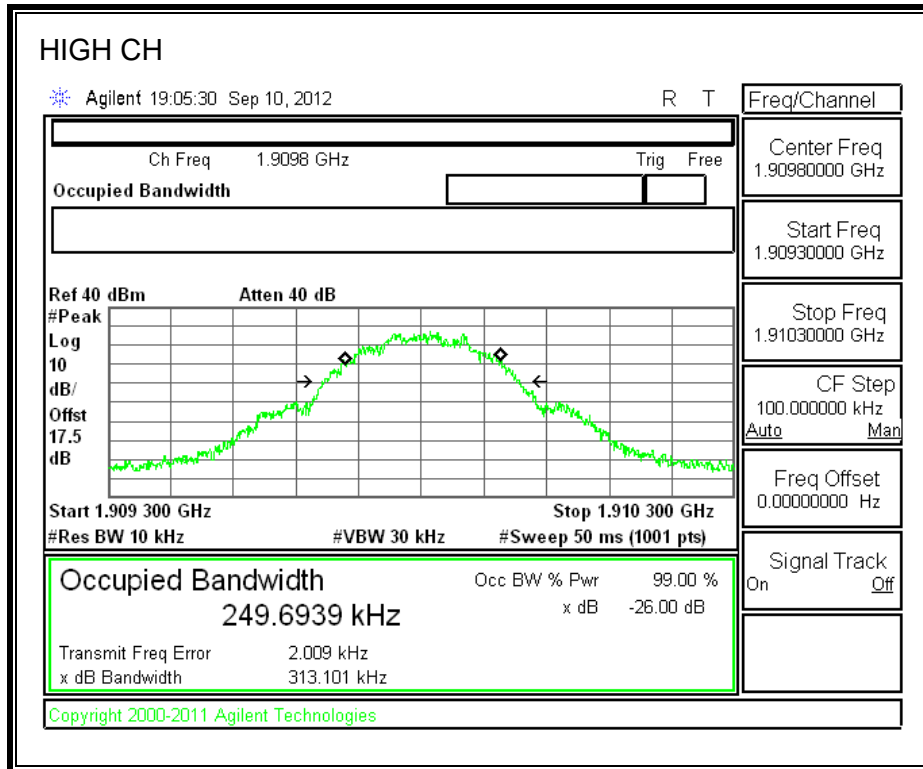 HIGH CH
Agilent 19:05:30 Sep 10, 2012 R T
Freq/Channel
Ch Freq 1.9098 GHz Trig Free
Occupied Bandwidth
Center Freq
1.90980000 GHz
Start Freq
1.90930000 GHz
Stop Freq
1.91030000 GHz
CF Step
100.000000 kHz
Auto Man
Freq Offset
0.00000000 Hz
Signal Track
On Off
Ref 40 dBm Atten 40 dB
#Peak
Log
10
dB/
Offst
17.5
dB
Start 1.909 300 GHz Stop 1.910 300 GHz
#Res BW 10 kHz #VBW 30 kHz #Sweep 50 ms (1001 pts)
Occupied Bandwidth Occ BW % Pwr 99.00 %
249.6939 kHz x dB -26.00 dB
Transmit Freq Error 2.009 kHz
x dB Bandwidth 313.101 kHz
Copyright 2000-2011 Agilent Technologies